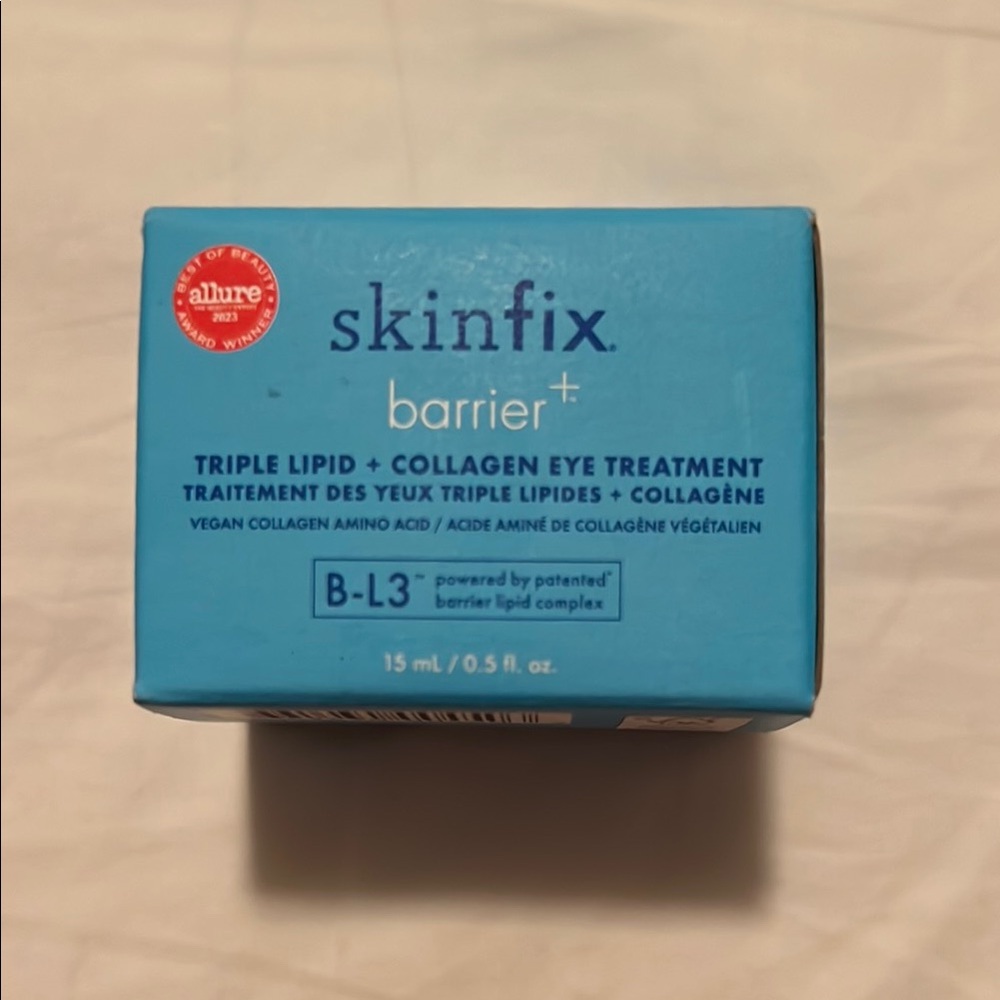 BEST OF BEAUTY
allure
2023
AWARD WINNER
skinfix®
barrier+™
TRIPLE LIPID + COLLAGEN EYE TREATMENT
TRAITEMENT DES YEUX TRIPLE LIPIDES + COLLAGÈNE
VEGAN COLLAGEN AMINO ACID / ACIDE AMINÉ DE COLLAGÈNE VÉGÉTALIEN
B-L3™ powered by patented*
barrier lipid complex
15 mL / 0.5 fl. oz.